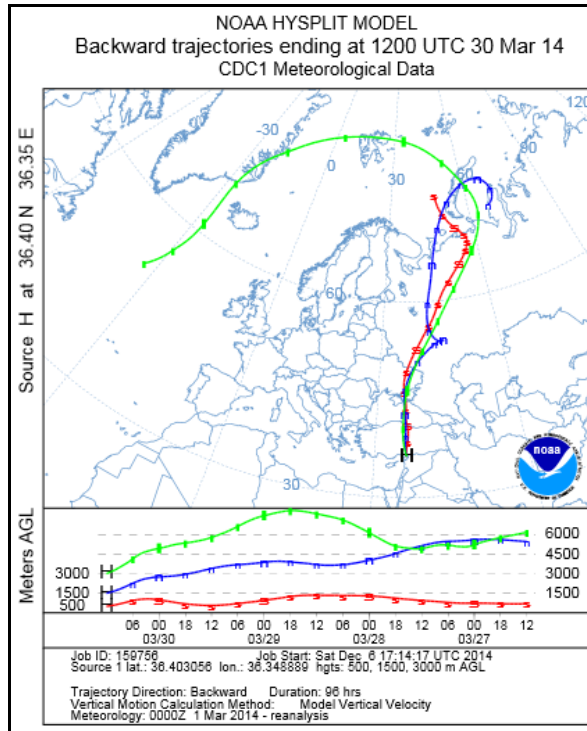 NOAA HYSPLIT MODEL
Backward trajectories ending at 1200 UTC 30 Mar 14
CDC1 Meteorological Data
Source H at 36.40 N 36.35 E
-30
0
30
60
90
120
60
30
H
noaa
Meters AGL
3000
1500
500
6000
4500
3000
1500
06 00 18 12 06 00 18 12 06 00 18 12 06 00 18 12
03/30 03/29 03/28 03/27
Job ID: 159756 Job Start: Sat Dec 6 17:14:17 UTC 2014
Source 1 lat.: 36.403056 lon.: 36.348889 hgts: 500, 1500, 3000 m AGL
Trajectory Direction: Backward Duration: 96 hrs
Vertical Motion Calculation Method: Model Vertical Velocity
Meteorology: 0000Z 1 Mar 2014 - reanalysis